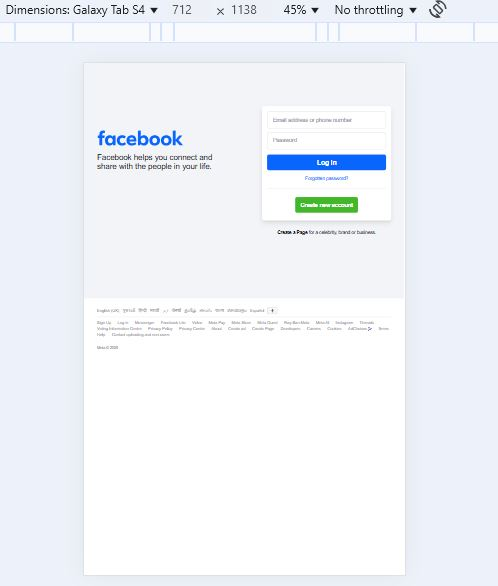 Dimensions: Galaxy Tab S4 ▼ 712 × 1138 45% ▼ No throttling ▼
facebook
Facebook helps you connect and
share with the people in your life.
Email address or phone number
Password
Log in
Forgotten password?
Create new account
Create a Page for a celebrity, brand or business.
English (UK) ગુજરાતી हिन्दी मराठी اردو ਪੰਜਾਬੀ தமிழ் বাংলা Español +
Sign Up Log in Messenger Facebook Lite Video Meta Pay Meta Store Meta Quest Ray-Ban Meta Meta AI Instagram Threads
Voting Information Centre Privacy Policy Privacy Centre About Create ad Create Page Developers Careers Cookies AdChoices Terms
Help Contact uploading and non-users
Meta ©